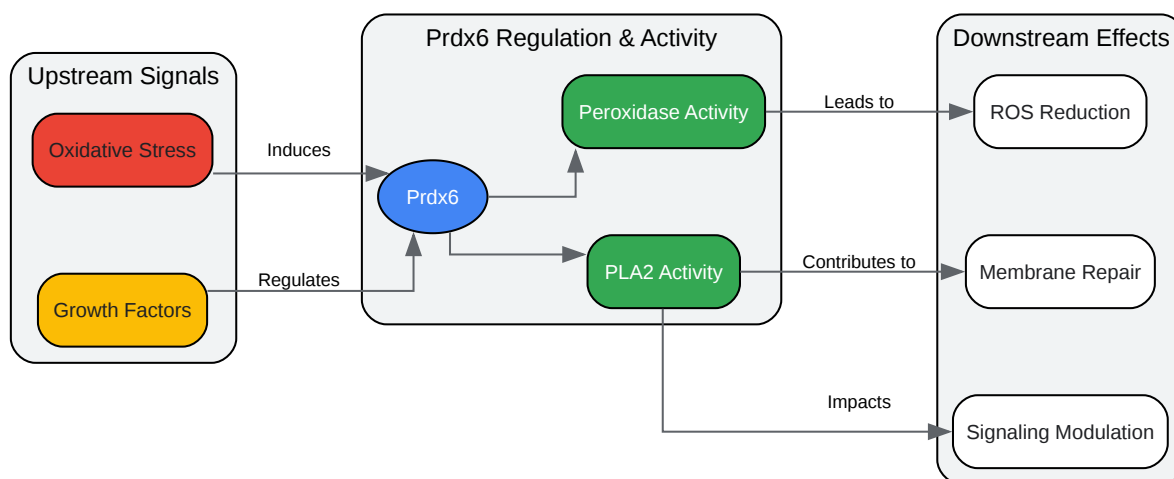 Upstream Signals
Oxidative Stress
Growth Factors
Induces
Regulates
Prdx6 Regulation & Activity
Prdx6
Peroxidase Activity
PLA2 Activity
Leads to
Contributes to
Impacts
Downstream Effects
ROS Reduction
Membrane Repair
Signaling Modulation